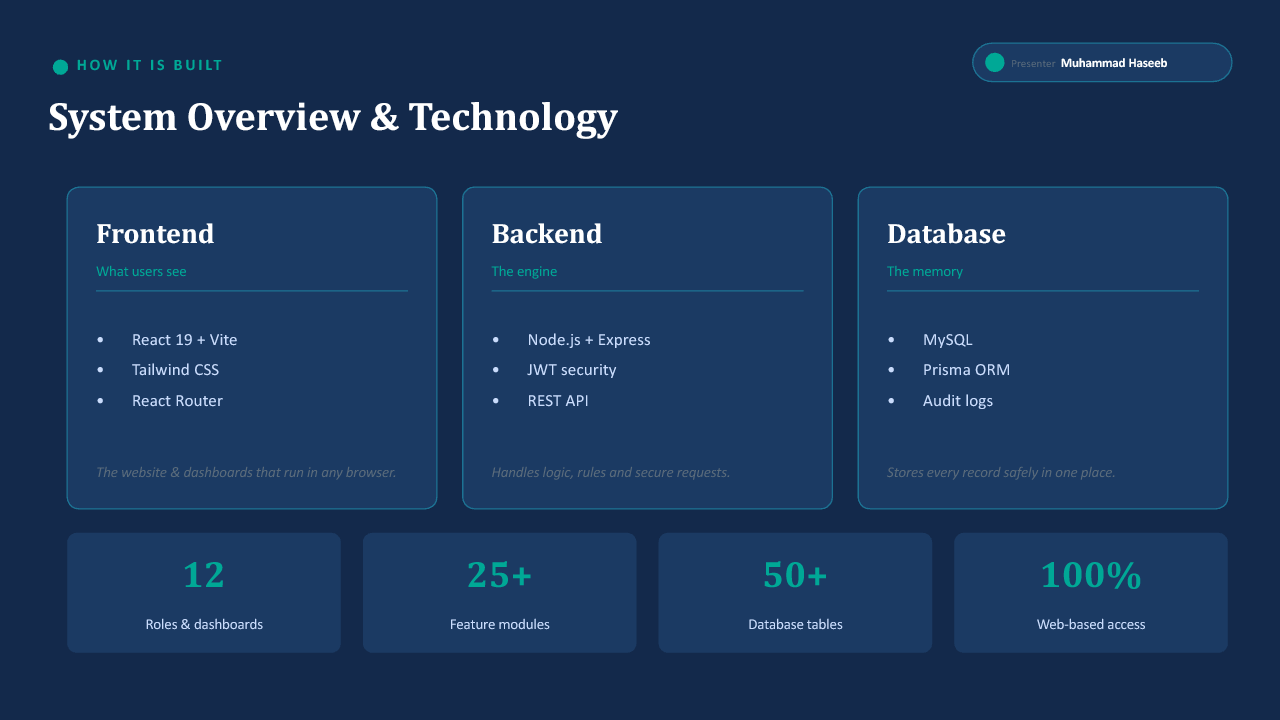 HOW IT IS BUILT
Presenter Muhammad Haseeb
System Overview & Technology
Frontend
What users see
• React 19 + Vite
• Tailwind CSS
• React Router
The website & dashboards that run in any browser.
Backend
The engine
• Node.js + Express
• JWT security
• REST API
Handles logic, rules and secure requests.
Database
The memory
• MySQL
• Prisma ORM
• Audit logs
Stores every record safely in one place.
12
Roles & dashboards
25+
Feature modules
50+
Database tables
100%
Web-based access